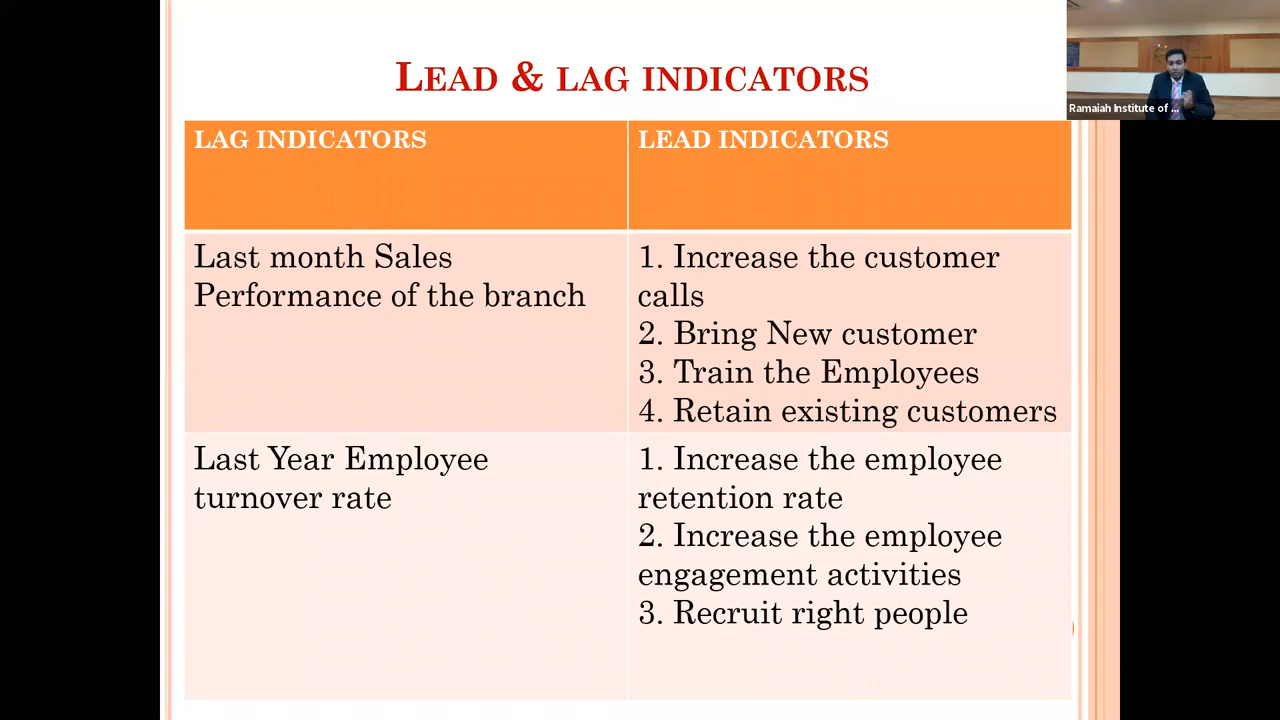 LEAD & LAG INDICATORS
Ramaiah Institute of ...
LAG INDICATORS
LEAD INDICATORS
Last month Sales
Performance of the branch
1. Increase the customer
calls
2. Bring New customer
3. Train the Employees
4. Retain existing customers
Last Year Employee
turnover rate
1. Increase the employee
retention rate
2. Increase the employee
engagement activities
3. Recruit right people